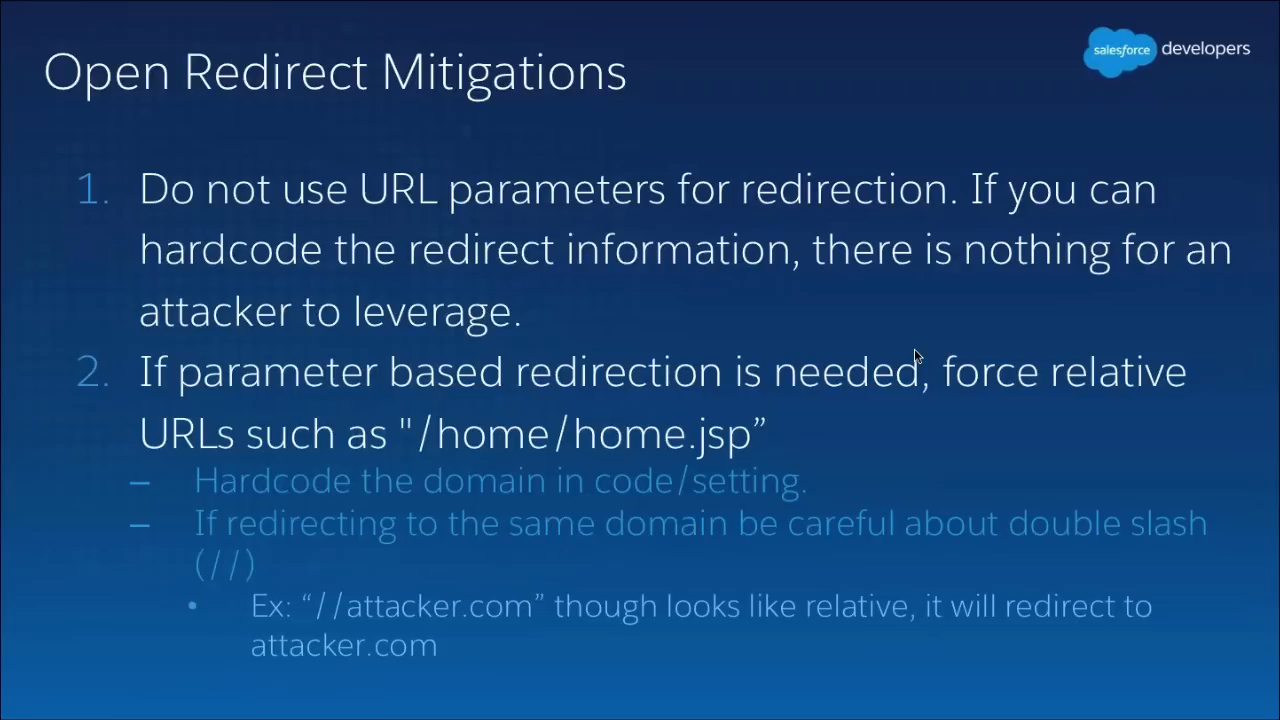 Open Redirect Mitigations
salesforce developers
1. Do not use URL parameters for redirection. If you can
hardcode the redirect information, there is nothing for an
attacker to leverage.
2. If parameter based redirection is needed, force relative
URLs such as "/home/home.jsp”
– Hardcode the domain in code/setting.
– If redirecting to the same domain be careful about double slash
(//)
• Ex: “//attacker.com” though looks like relative, it will redirect to
attacker.com